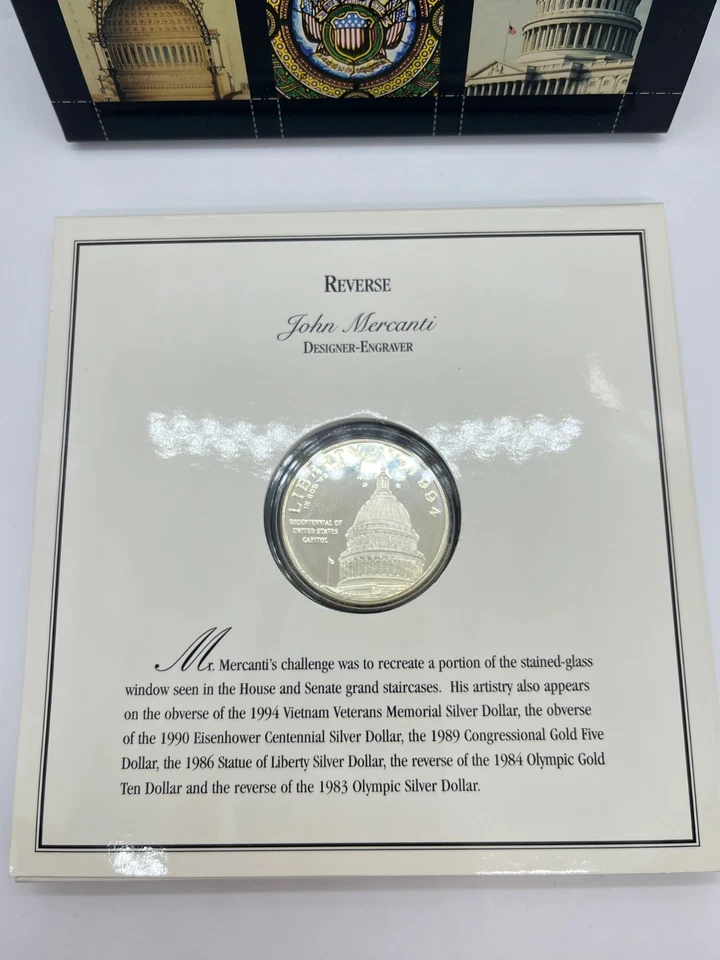 REVERSE
John Mercanti
DESIGNER-ENGRAVER
LIBERTY
1994
IN GOD WE
BICENTENNIAL OF
UNITED STATES
CAPITOL
Mr. Mercanti's challenge was to recreate a portion of the stained-glass
window seen in the House and Senate grand staircases. His artistry also appears
on the obverse of the 1994 Vietnam Veterans Memorial Silver Dollar, the obverse
of the 1990 Eisenhower Centennial Silver Dollar, the 1989 Congressional Gold Five
Dollar, the 1986 Statue of Liberty Silver Dollar, the reverse of the 1984 Olympic Gold
Ten Dollar and the reverse of the 1983 Olympic Silver Dollar.